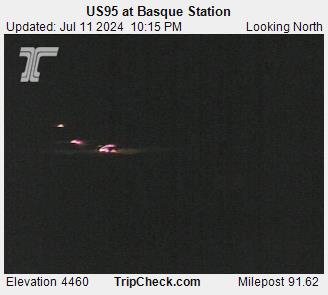 US95 at Basque Station
Updated: Jul 11 2024 10:15 PM Looking North
Elevation 4460 TripCheck.com Milepost 91.62